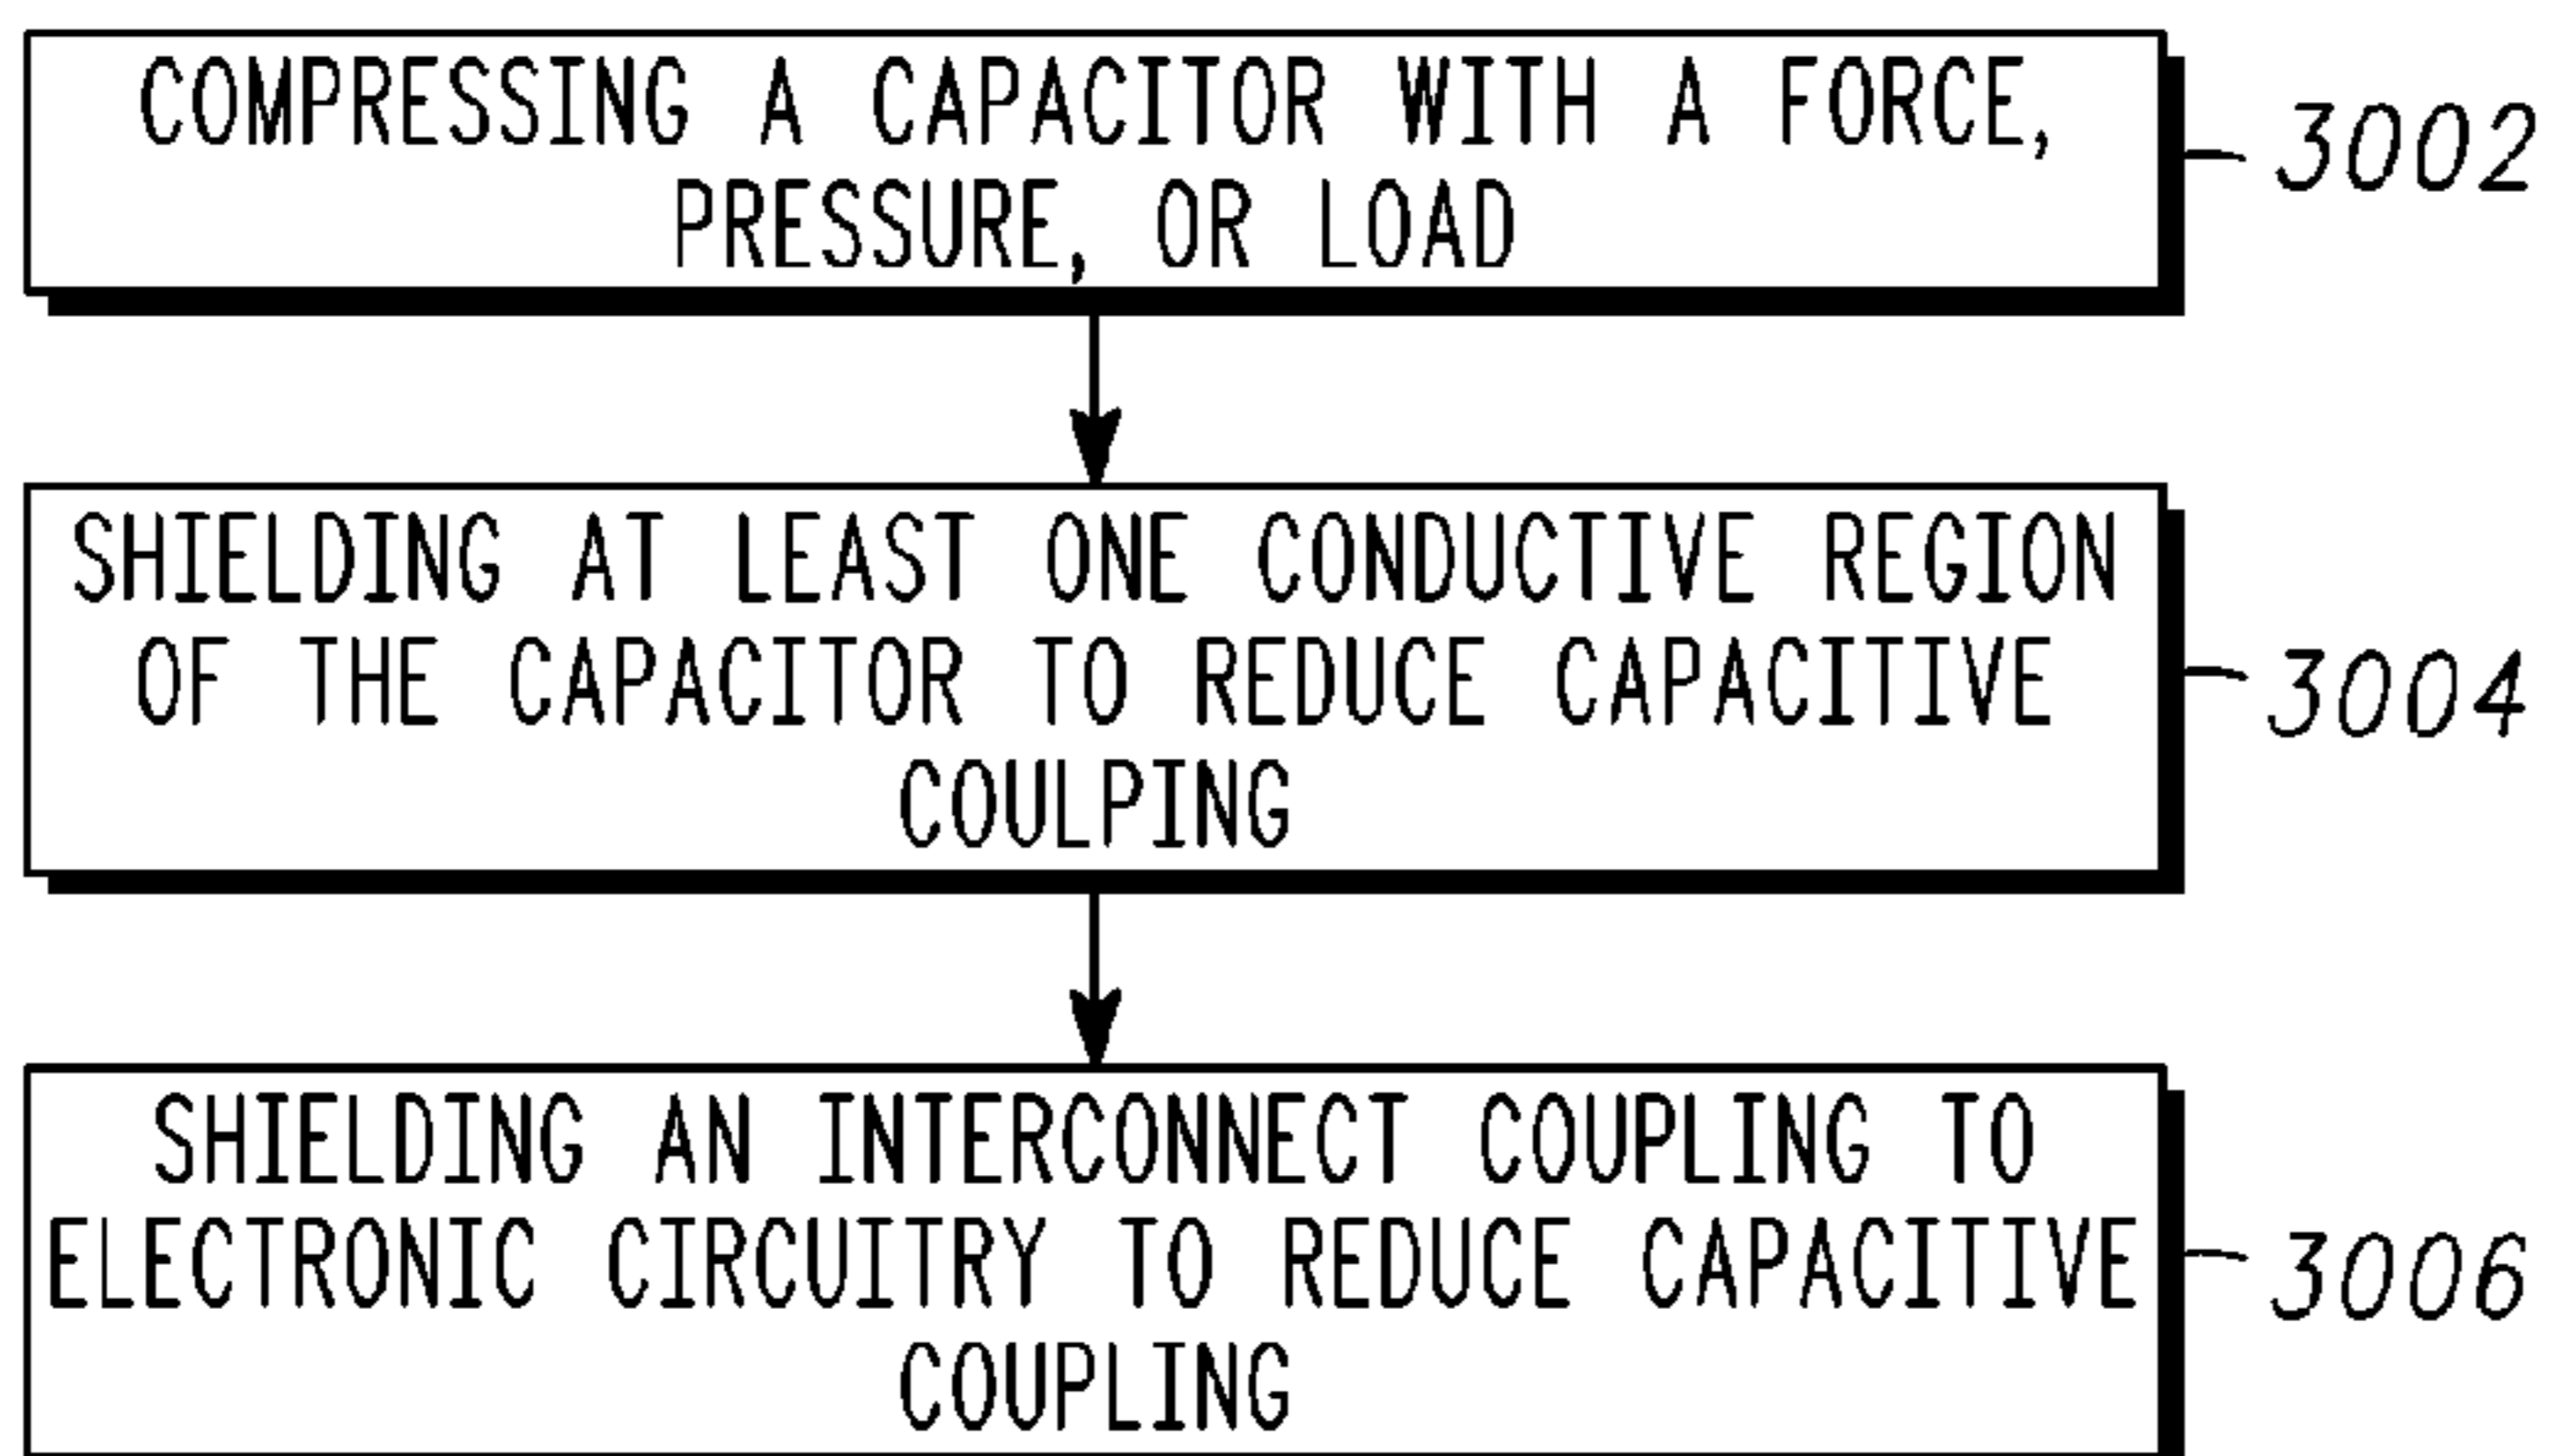 COMPRESSING A CAPACITOR WITH A FORCE,
PRESSURE, OR LOAD
3002
SHIELDING AT LEAST ONE CONDUCTIVE REGION
OF THE CAPACITOR TO REDUCE CAPACITIVE
COULPING
3004
SHIELDING AN INTERCONNECT COUPLING TO
ELECTRONIC CIRCUITRY TO REDUCE CAPACITIVE
COUPLING
3006